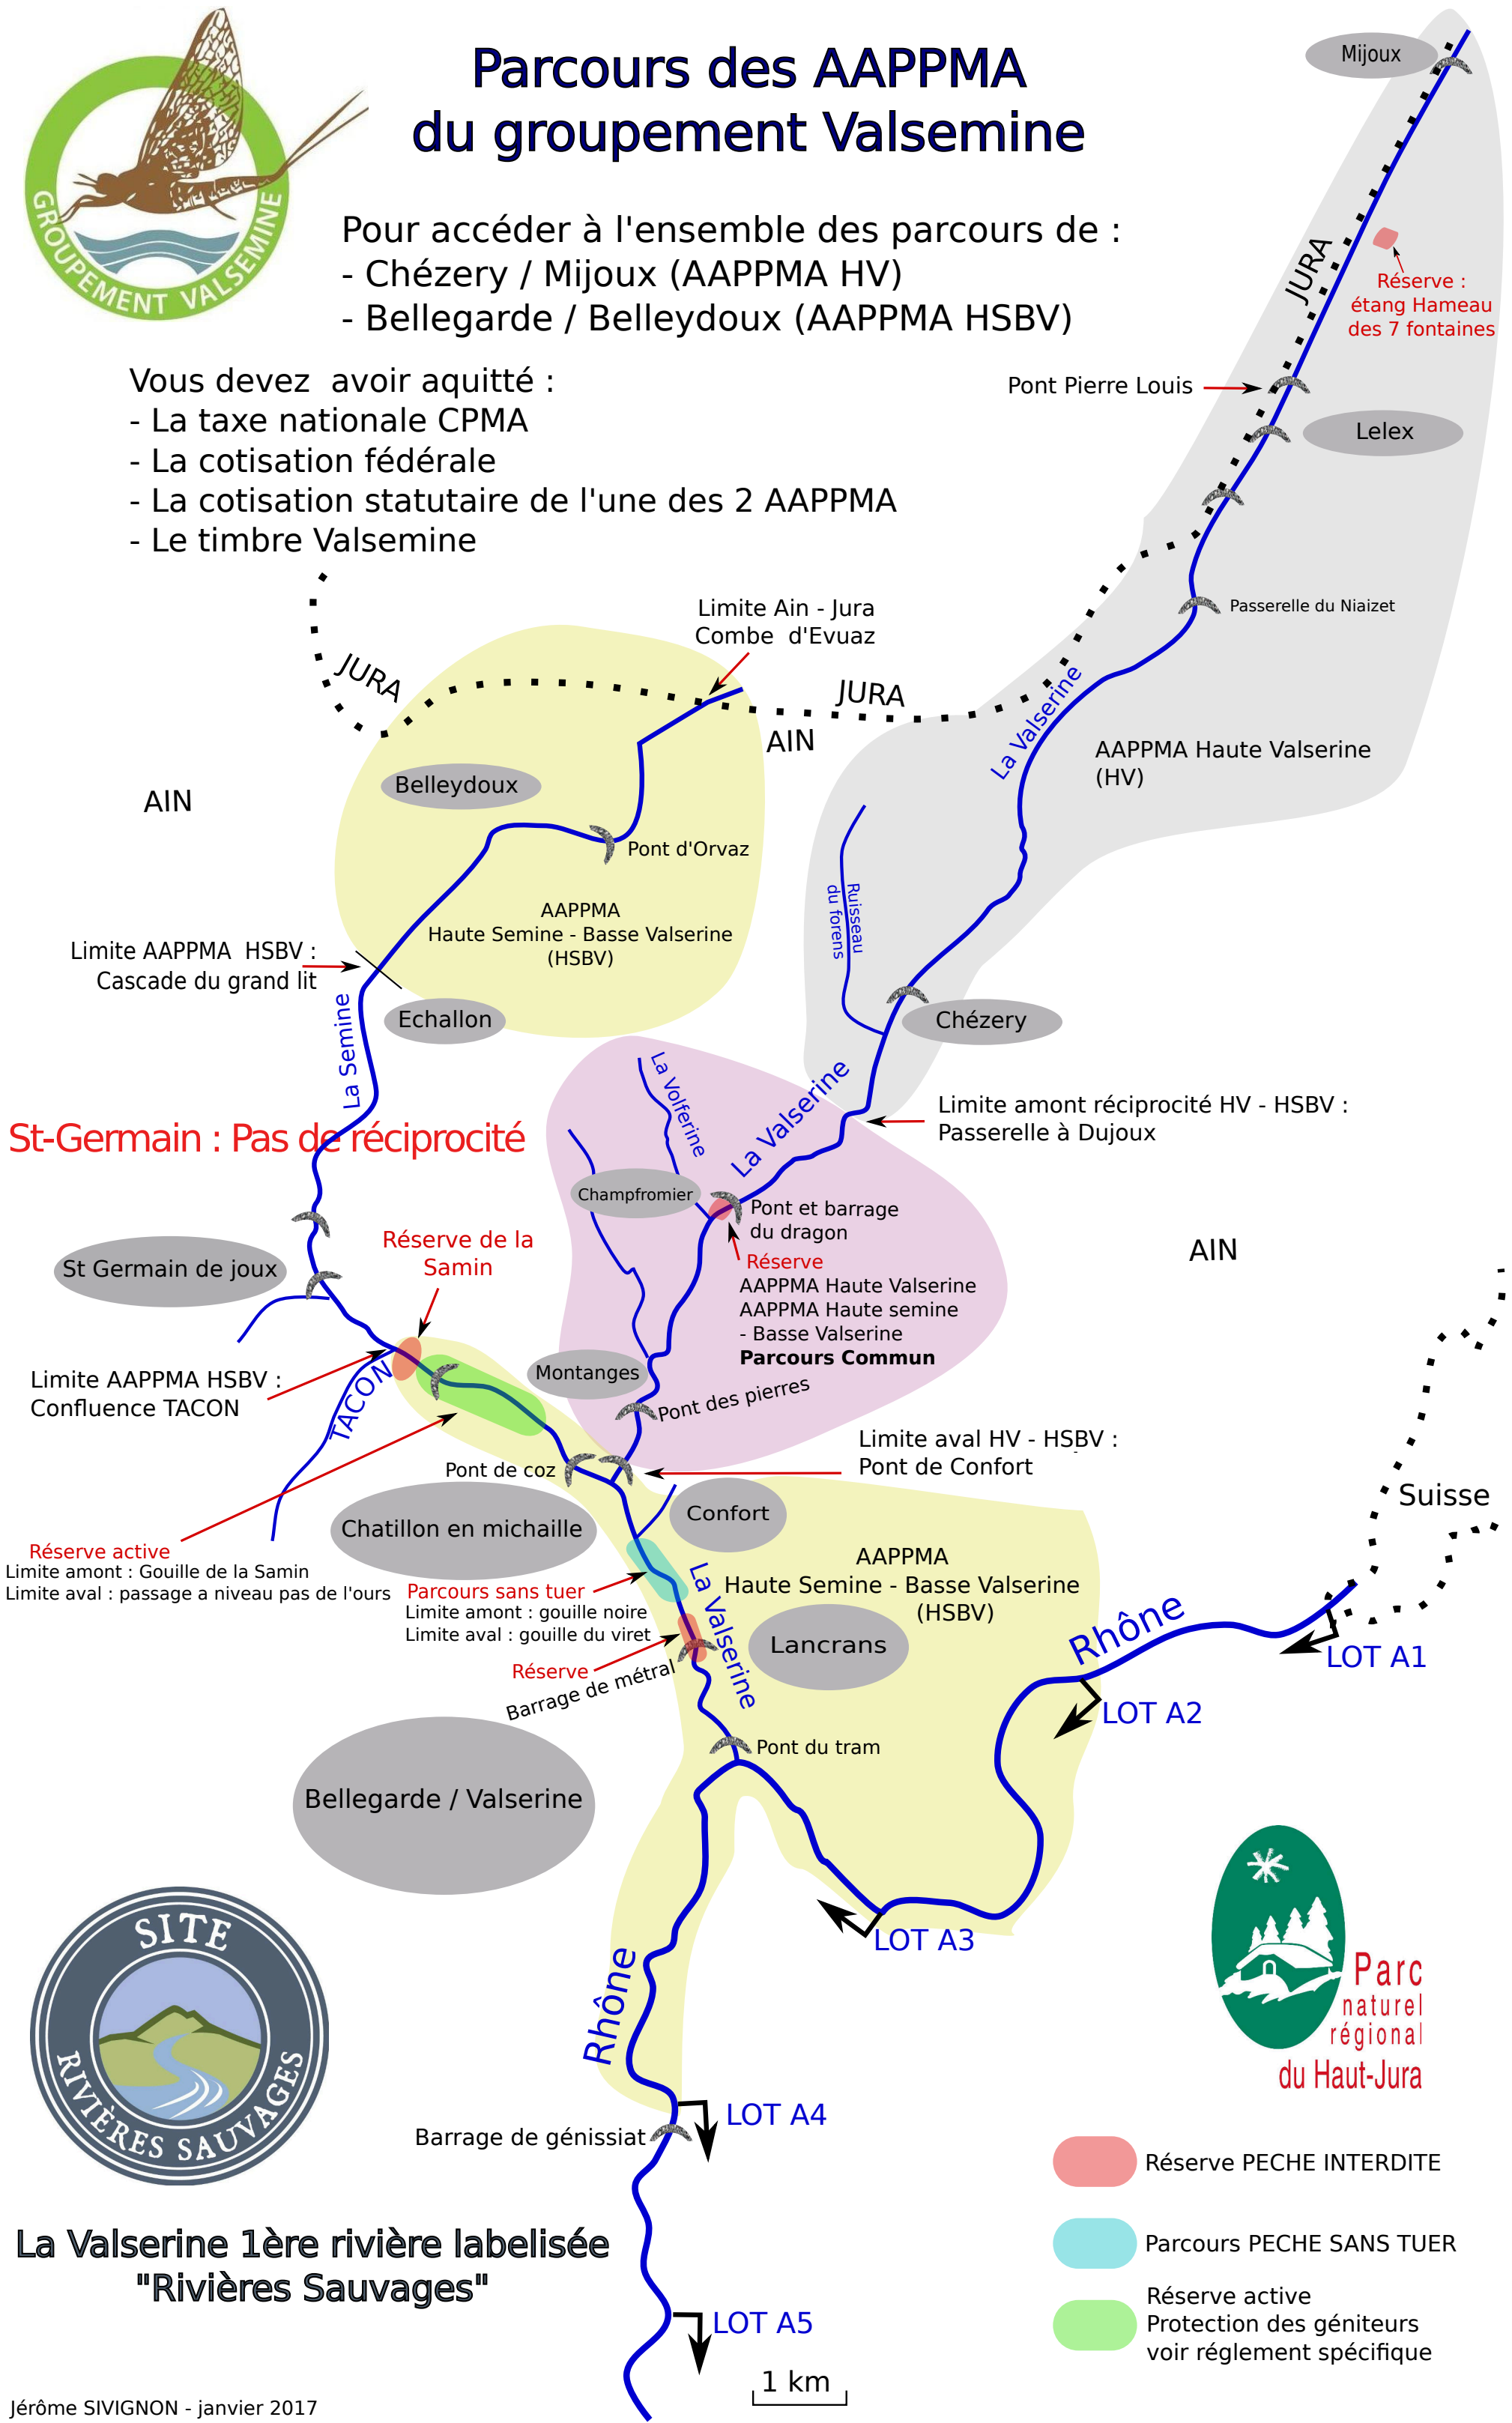 Parcours des AAPPMA
du groupement Valsemine
GROUPEMENT VALSEMINE
Pour accéder à l'ensemble des parcours de :
- Chézery / Mijoux (AAPPMA HV)
- Bellegarde / Belleydoux (AAPPMA HSBV)
Vous devez  avoir aquitté :
- La taxe nationale CPMA
- La cotisation fédérale
- La cotisation statutaire de l'une des 2 AAPPMA
- Le timbre Valsemine
Mijoux
JURA
Réserve :
étang Hameau
des 7 fontaines
Pont Pierre Louis
Lelex
Passerelle du Niaizet
Limite Ain - Jura
Combe  d'Evuaz
JURA
JURA
AIN
AIN
La Valserine
AAPPMA Haute Valserine
(HV)
Belleydoux
Pont d'Orvaz
AAPPMA
Haute Semine - Basse Valserine
(HSBV)
Ruisseau
du forens
Limite AAPPMA  HSBV :
Cascade du grand lit
Echallon
La Semine
Chézery
La Volferine
La Valserine
Limite amont réciprocité HV - HSBV :
Passerelle à Dujoux
St-Germain : Pas de réciprocité
Champfromier
Pont et barrage
du dragon
Réserve
AAPPMA Haute Valserine
AAPPMA Haute semine
- Basse Valserine
Parcours Commun
AIN
Réserve de la
Samin
St Germain de joux
Limite AAPPMA HSBV :
Confluence TACON
TACON
Montanges
Pont des pierres
Limite aval HV - HSBV :
Pont de Confort
Pont de coz
Suisse
Confort
Chatillon en michaille
Réserve active
Limite amont : Gouille de la Samin
Limite aval : passage a niveau pas de l'ours
Parcours sans tuer
Limite amont : gouille noire
Limite aval : gouille du viret
La Valserine
AAPPMA
Haute Semine - Basse Valserine
(HSBV)
Lancrans
Réserve
Barrage de métral
Rhône
LOT A1
LOT A2
Pont du tram
Bellegarde / Valserine
LOT A3
Rhône
SITE
RIVIÈRES SAUVAGES
Parc
naturel
régional
du Haut-Jura
LOT A4
Barrage de génissiat
Réserve PECHE INTERDITE
Parcours PECHE SANS TUER
Réserve active
Protection des géniteurs
voir réglement spécifique
La Valserine 1ère rivière labelisée
"Rivières Sauvages"
LOT A5
1 km
Jérôme SIVIGNON - janvier 2017